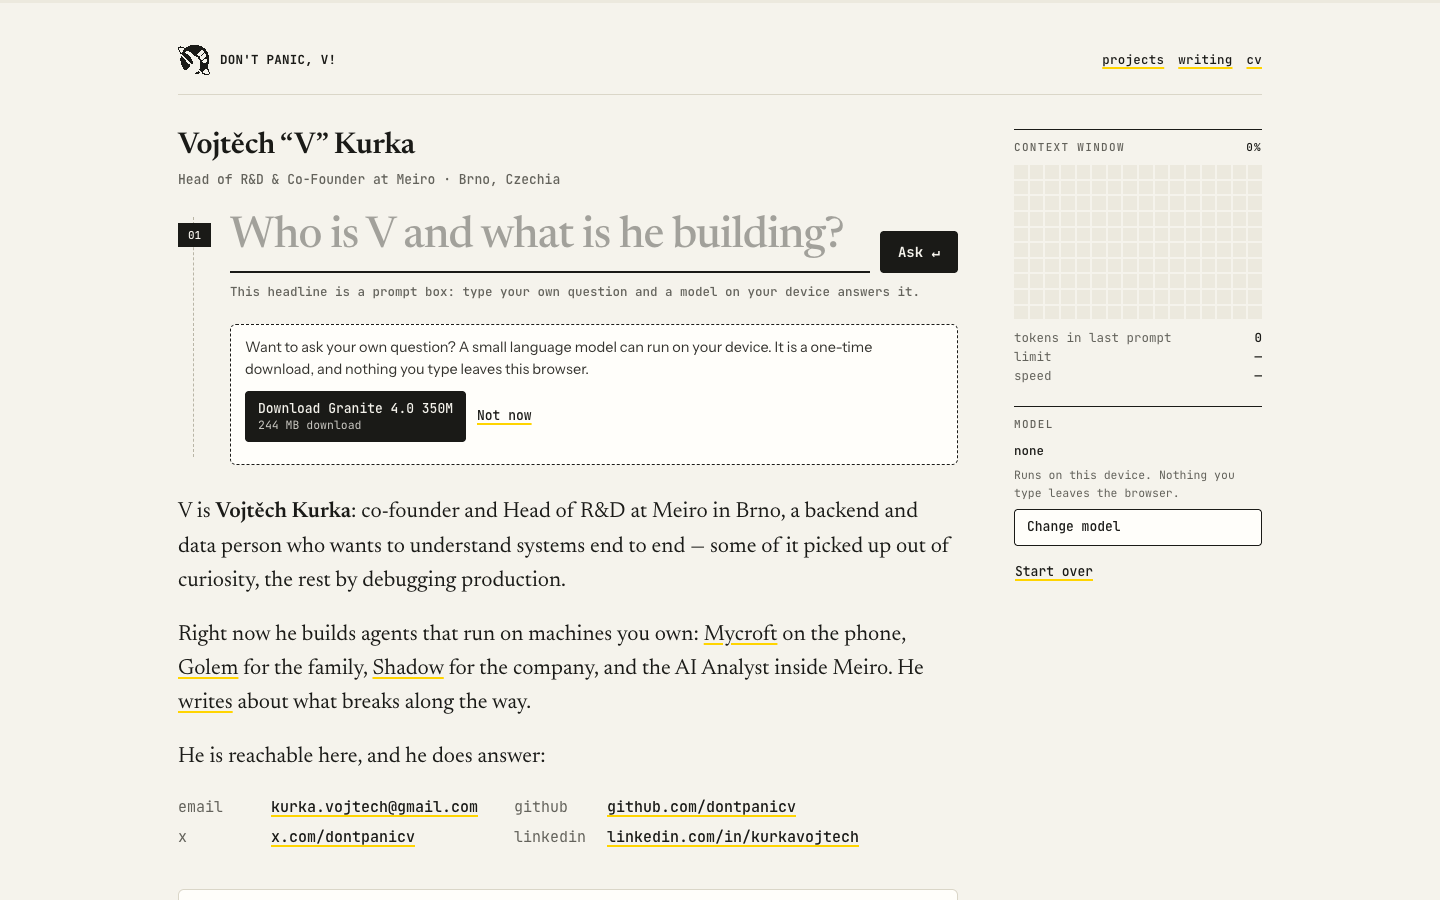 DON'T PANIC, V!
projects writing cv
Vojtěch “V” Kurka
Head of R&D & Co-Founder at Meiro · Brno, Czechia
01
Who is V and what is he building?
Ask ↵
This headline is a prompt box: type your own question and a model on your device answers it.
Want to ask your own question? A small language model can run on your device. It is a one-time
download, and nothing you type leaves this browser.
Download Granite 4.0 350M
244 MB download
Not now
V is Vojtěch Kurka: co-founder and Head of R&D at Meiro in Brno, a backend and
data person who wants to understand systems end to end — some of it picked up out of
curiosity, the rest by debugging production.
Right now he builds agents that run on machines you own: Mycroft on the phone,
Golem for the family, Shadow for the company, and the AI Analyst inside Meiro. He
writes about what breaks along the way.
He is reachable here, and he does answer:
email kurka.vojtech@gmail.com github github.com/dontpanicv
x x.com/dontpanicv linkedin linkedin.com/in/kurkavojtech
CONTEXT WINDOW 0%
tokens in last prompt 0
limit —
speed —
MODEL
none
Runs on this device. Nothing you
type leaves the browser.
Change model
Start over